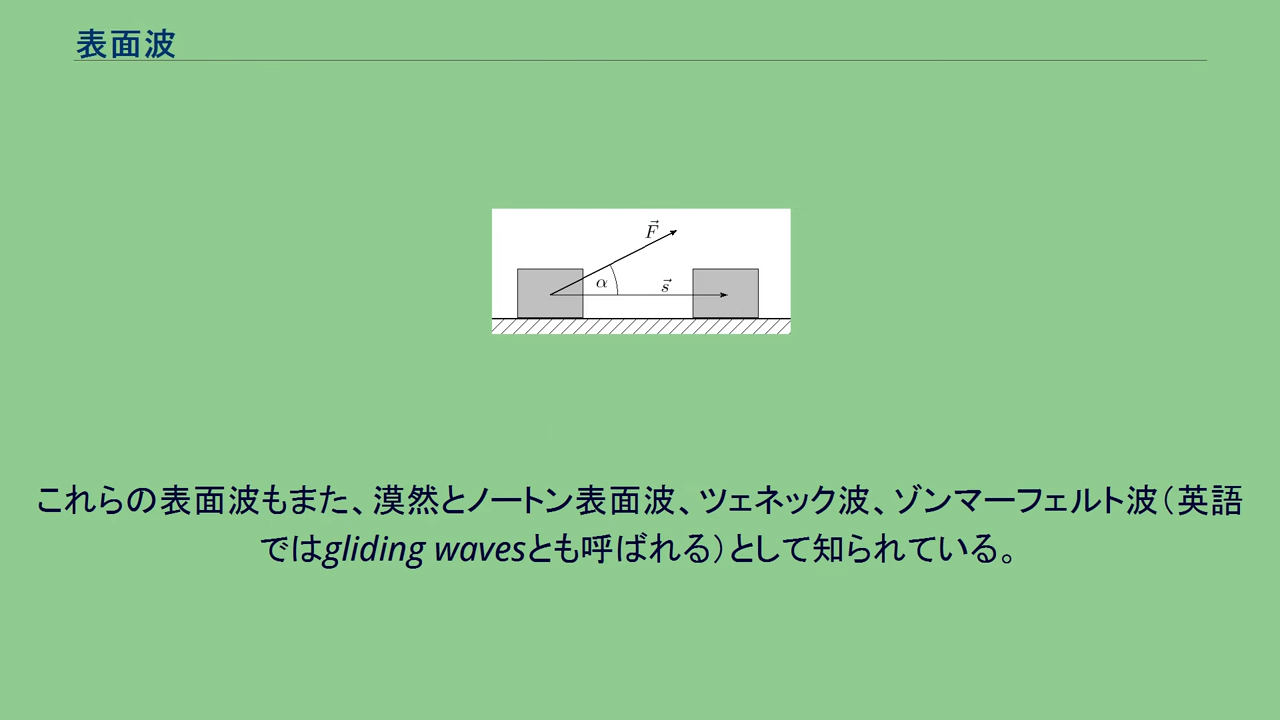 表面波
F⃗
α
s⃗
これらの表面波もまた、漠然とノートン表面波、ツェネック波、ゾンマーフェルト波（英語
ではgliding wavesとも呼ばれる）として知られている。